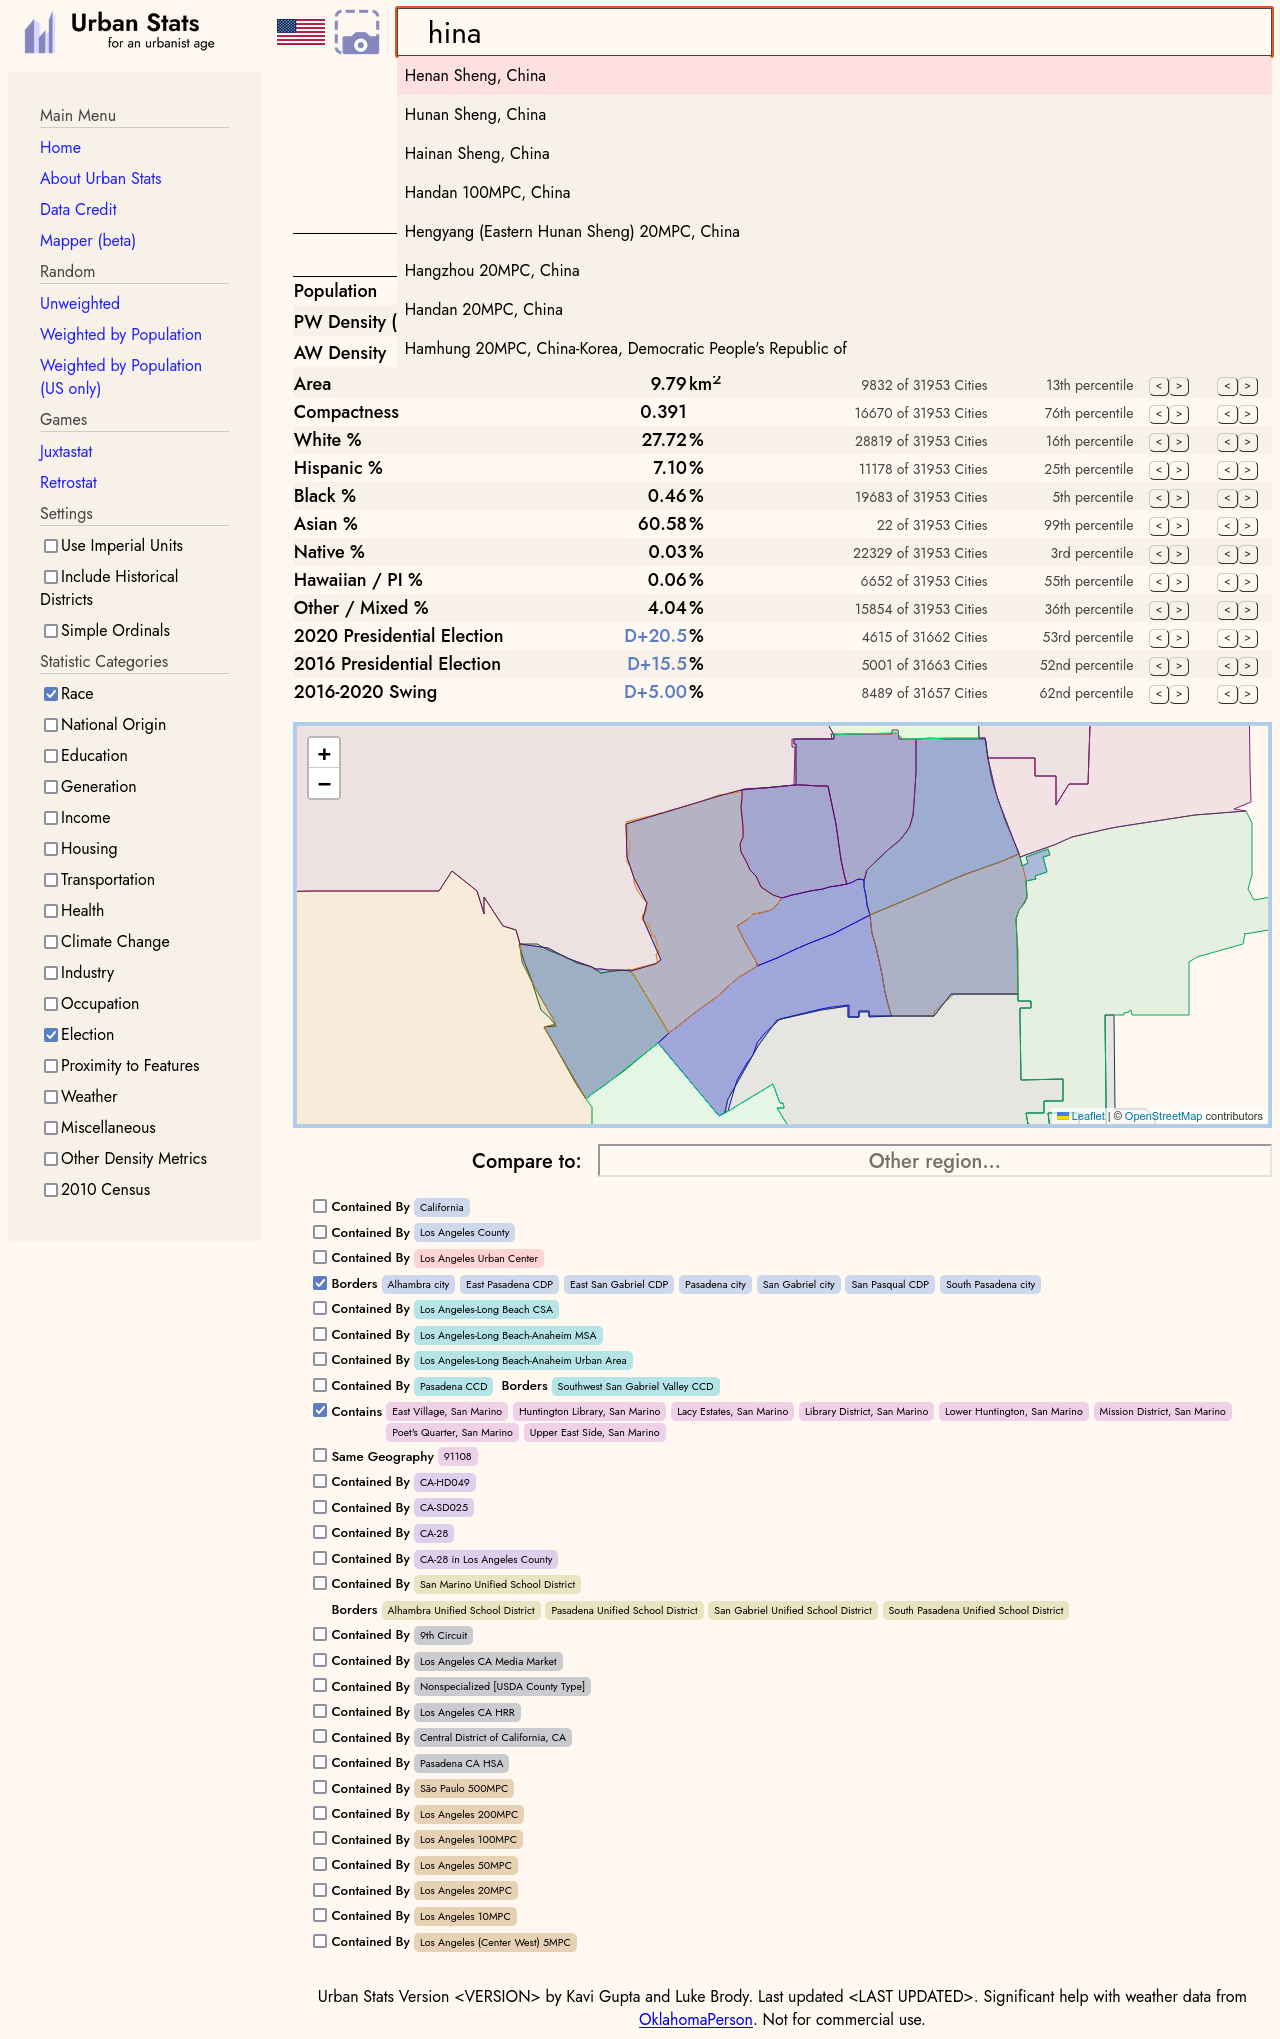 Urban Stats
for an urbanist age
hina
Henan Sheng, China
Hunan Sheng, China
Hainan Sheng, China
Handan 100MPC, China
Hengyang (Eastern Hunan Sheng) 20MPC, China
Hangzhou 20MPC, China
Handan 20MPC, China
Hamhung 20MPC, China-Korea, Democratic People's Republic of
Main Menu
Home
About Urban Stats
Data Credit
Mapper (beta)
Random
Unweighted
Weighted by Population
Weighted by Population
(US only)
Games
Juxtastat
Retrostat
Settings
Use Imperial Units
Include Historical
Districts
Simple Ordinals
Statistic Categories
Race
National Origin
Education
Generation
Income
Housing
Transportation
Health
Climate Change
Industry
Occupation
Election
Proximity to Features
Weather
Miscellaneous
Other Density Metrics
2010 Census
Population
PW Density (
AW Density
Area 9.79 km² 9832 of 31953 Cities 13th percentile < > < >
Compactness 0.391 16670 of 31953 Cities 76th percentile < > < >
White % 27.72% 28819 of 31953 Cities 16th percentile < > < >
Hispanic % 7.10% 11178 of 31953 Cities 25th percentile < > < >
Black % 0.46% 19683 of 31953 Cities 5th percentile < > < >
Asian % 60.58% 22 of 31953 Cities 99th percentile < > < >
Native % 0.03% 22329 of 31953 Cities 3rd percentile < > < >
Hawaiian / PI % 0.06% 6652 of 31953 Cities 55th percentile < > < >
Other / Mixed % 4.04% 15854 of 31953 Cities 36th percentile < > < >
2020 Presidential Election D+20.5% 4615 of 31662 Cities 53rd percentile < > < >
2016 Presidential Election D+15.5% 5001 of 31663 Cities 52nd percentile < > < >
2016-2020 Swing D+5.00% 8489 of 31657 Cities 62nd percentile < > < >
+
−
Leaflet | © OpenStreetMap contributors
Compare to: Other region...
Contained By California
Contained By Los Angeles County
Contained By Los Angeles Urban Center
Borders Alhambra city East Pasadena CDP East San Gabriel CDP Pasadena city San Gabriel city San Pasqual CDP South Pasadena city
Contained By Los Angeles-Long Beach CSA
Contained By Los Angeles-Long Beach-Anaheim MSA
Contained By Los Angeles-Long Beach-Anaheim Urban Area
Contained By Pasadena CCD Borders Southwest San Gabriel Valley CCD
Contains East Village, San Marino Huntington Library, San Marino Lacy Estates, San Marino Library District, San Marino Lower Huntington, San Marino Mission District, San Marino
Poet's Quarter, San Marino Upper East Side, San Marino
Same Geography 91108
Contained By CA-HD049
Contained By CA-SD025
Contained By CA-28
Contained By CA-28 in Los Angeles County
Contained By San Marino Unified School District
Borders Alhambra Unified School District Pasadena Unified School District San Gabriel Unified School District South Pasadena Unified School District
Contained By 9th Circuit
Contained By Los Angeles CA Media Market
Contained By Nonspecialized [USDA County Type]
Contained By Los Angeles CA HRR
Contained By Central District of California, CA
Contained By Pasadena CA HSA
Contained By São Paulo 500MPC
Contained By Los Angeles 200MPC
Contained By Los Angeles 100MPC
Contained By Los Angeles 50MPC
Contained By Los Angeles 20MPC
Contained By Los Angeles 10MPC
Contained By Los Angeles (Center West) 5MPC
Urban Stats Version <VERSION> by Kavi Gupta and Luke Brody. Last updated <LAST UPDATED>. Significant help with weather data from
OklahomaPerson. Not for commercial use.